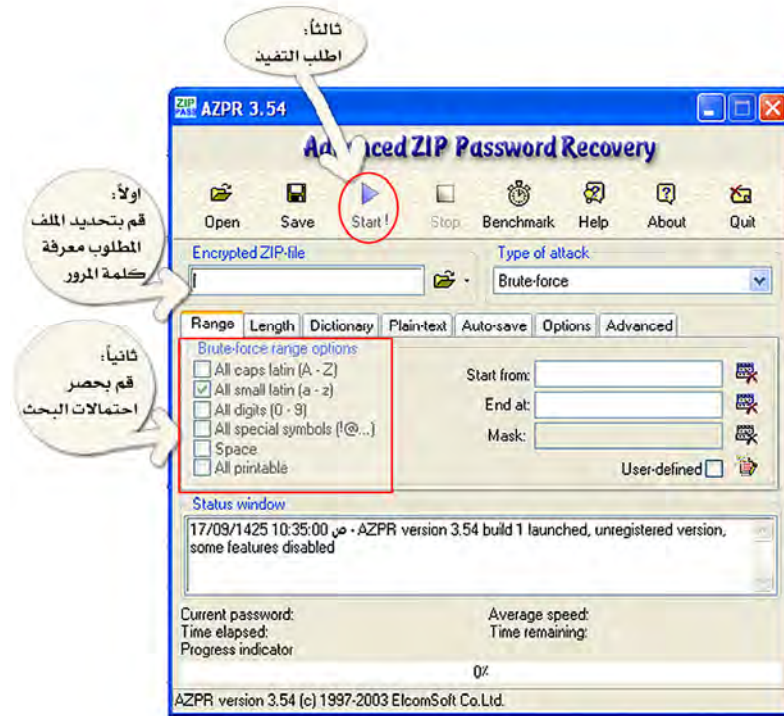 ثالثاً:
اطلب التفيذ
ZIP PASS AZPR 3.54
Advanced ZIP Password Recovery
اولاً:
قم بتحديد الملف
المطلوب معرفة
كلمة المرور
Open Save Start! Stop Benchmark Help About Quit
Encrypted ZIP-file Type of attack
Brute-force
Range Length Dictionary Plain-text Auto-save Options Advanced
ثانياً:
قم بحصر
احتمالات البحث
Brute-force range options
All caps latin (A - Z)
All small latin (a - z)
All digits (0 - 9)
All special symbols (!@...)
Space
All printable
Start from:
End at:
Mask:
User-defined
Status window
17/09/1425 10:35:00 ص - AZPR version 3.54 build 1 launched, unregistered version,
some features disabled
Current password: Average speed:
Time elapsed: Time remaining:
Progress indicator
0%
AZPR version 3.54 (c) 1997-2003 ElcomSoft Co.Ltd.